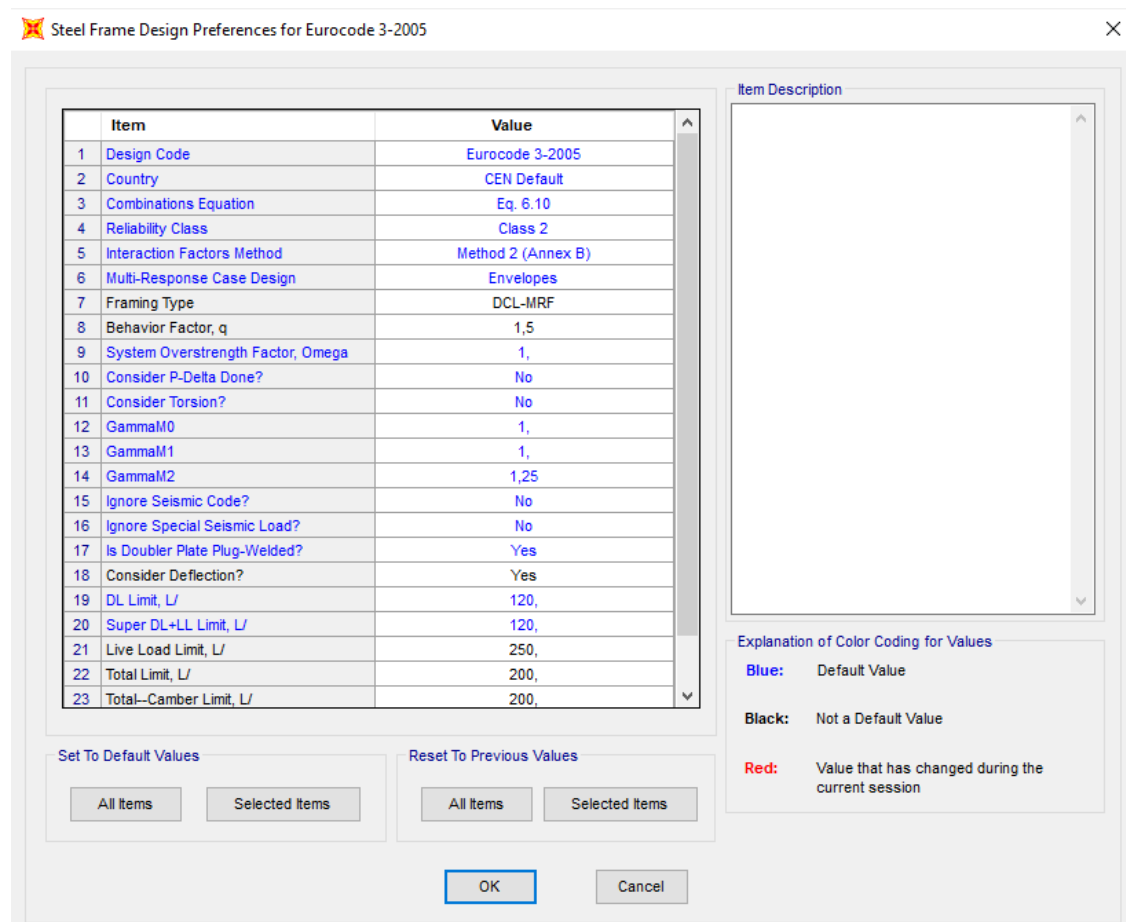 Steel Frame Design Preferences for Eurocode 3-2005
Item Value
1 Design Code Eurocode 3-2005
2 Country CEN Default
3 Combinations Equation Eq. 6.10
4 Reliability Class Class 2
5 Interaction Factors Method Method 2 (Annex B)
6 Multi-Response Case Design Envelopes
7 Framing Type DCL-MRF
8 Behavior Factor, q 1,5
9 System Overstrength Factor, Omega 1,
10 Consider P-Delta Done? No
11 Consider Torsion? No
12 GammaM0 1,
13 GammaM1 1,
14 GammaM2 1,25
15 Ignore Seismic Code? No
16 Ignore Special Seismic Load? No
17 Is Doubler Plate Plug-Welded? Yes
18 Consider Deflection? Yes
19 DL Limit, L/ 120,
20 Super DL+LL Limit, L/ 120,
21 Live Load Limit, L/ 250,
22 Total Limit, L/ 200,
23 Total--Camber Limit, L/ 200,
Item Description
Explanation of Color Coding for Values
Blue: Default Value
Black: Not a Default Value
Red: Value that has changed during the
current session
Set To Default Values
All Items Selected Items
Reset To Previous Values
All Items Selected Items
OK Cancel